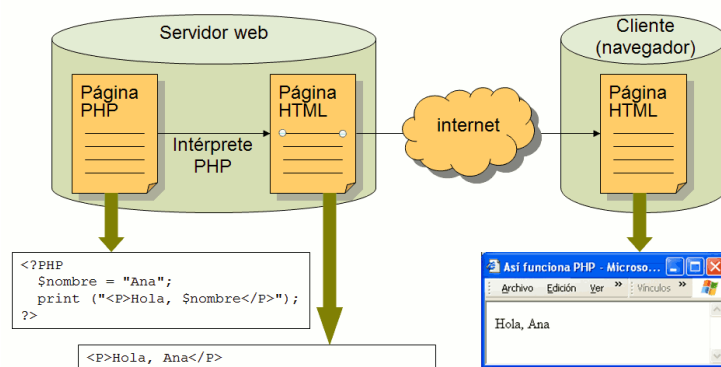 Servidor web
Cliente
(navegador)
Página
PHP
Intérprete
PHP
Página
HTML
internet
Página
HTML
<?PHP
$nombre = "Ana";
print ("<P>Hola, $nombre</P>");
?>
<P>Hola, Ana</P>
Así funciona PHP - Microso...
Archivo Edición Ver » Vínculos »
Hola, Ana